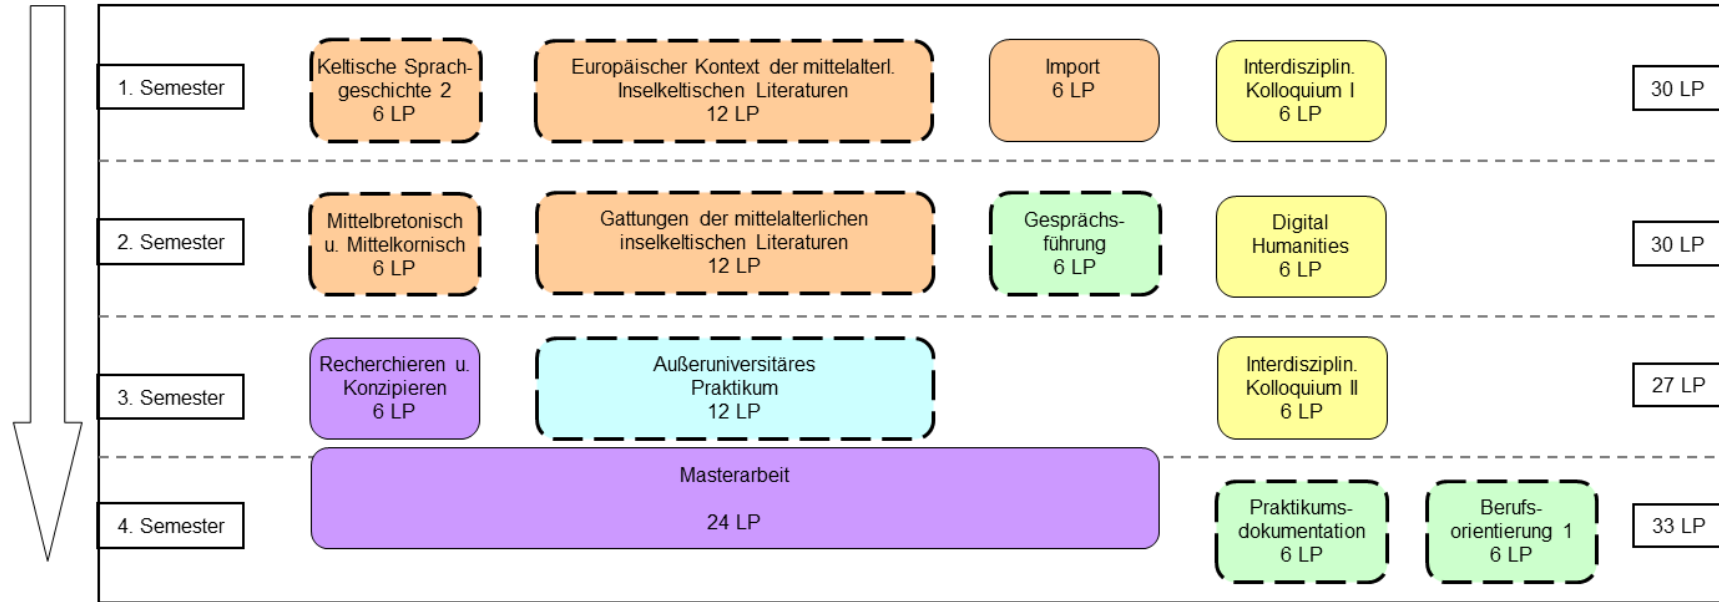 1. Semester
Keltische Sprach-
geschichte 2
6 LP
Europäischer Kontext der mittelalterl.
Inselkeltischen Literaturen
12 LP
Import
6 LP
Interdisziplin.
Kolloquium I
6 LP
30 LP
2. Semester
Mittelbretonisch
u. Mittelkornisch
6 LP
Gattungen der mittelalterlichen
inselkeltischen Literaturen
12 LP
Gesprächs-
führung
6 LP
Digital
Humanities
6 LP
30 LP
3. Semester
Recherchieren u.
Konzipieren
6 LP
Außeruniversitäres
Praktikum
12 LP
Interdisziplin.
Kolloquium II
6 LP
27 LP
4. Semester
Masterarbeit
24 LP
Praktikums-
dokumentation
6 LP
Berufs-
orientierung 1
6 LP
33 LP